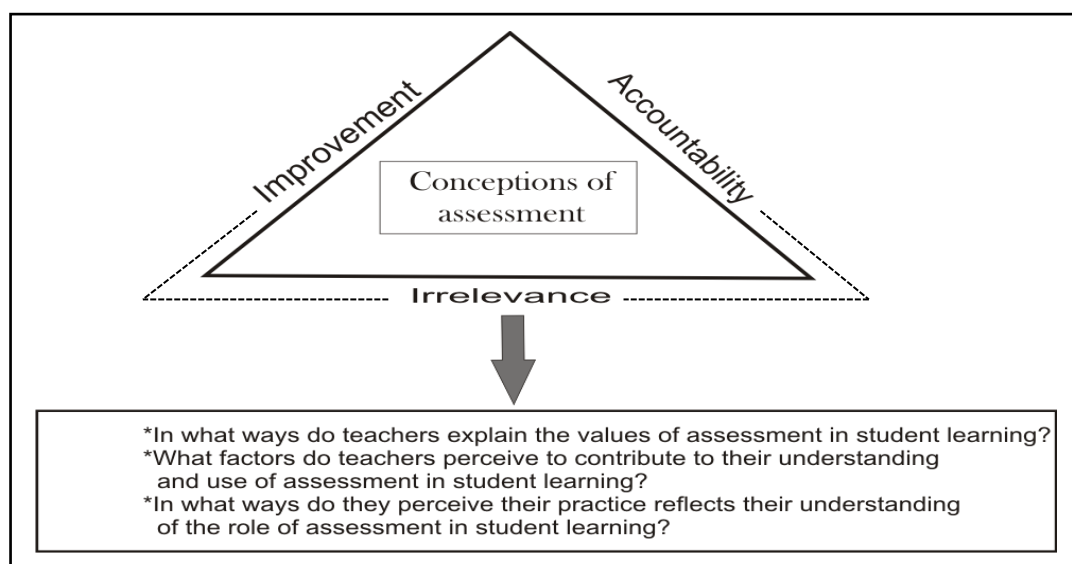 Improvement
Accountability
Conceptions of
assessment
Irrelevance
*In what ways do teachers explain the values of assessment in student learning?
*What factors do teachers perceive to contribute to their understanding
and use of assessment in student learning?
*In what ways do they perceive their practice reflects their understanding
of the role of assessment in student learning?